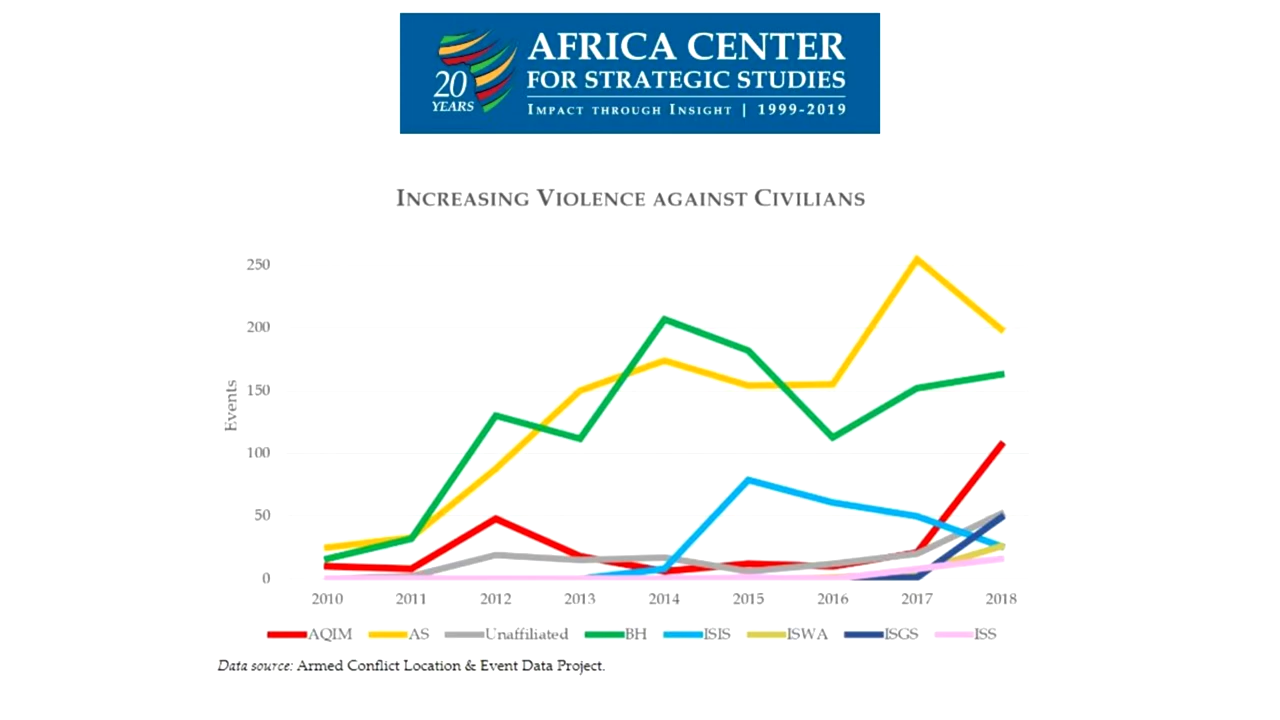 AFRICA CENTER
FOR STRATEGIC STUDIES
20
YEARS
IMPACT THROUGH INSIGHT | 1999-2019
INCREASING VIOLENCE AGAINST CIVILIANS
250
200
150
100
50
0
Events
2010 2011 2012 2013 2014 2015 2016 2017 2018
AQIM AS Unaffiliated BH ISIS ISWA ISGS ISS
Data source: Armed Conflict Location & Event Data Project.